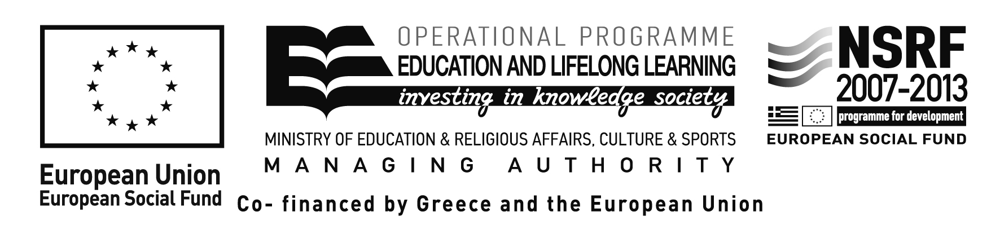 European Union
European Social Fund
OPERATIONAL PROGRAMME
EDUCATION AND LIFELONG LEARNING
investing in knowledge society
MINISTRY OF EDUCATION & RELIGIOUS AFFAIRS, CULTURE & SPORTS
MANAGING AUTHORITY
Co- financed by Greece and the European Union
NSRF
2007-2013
programme for development
EUROPEAN SOCIAL FUND